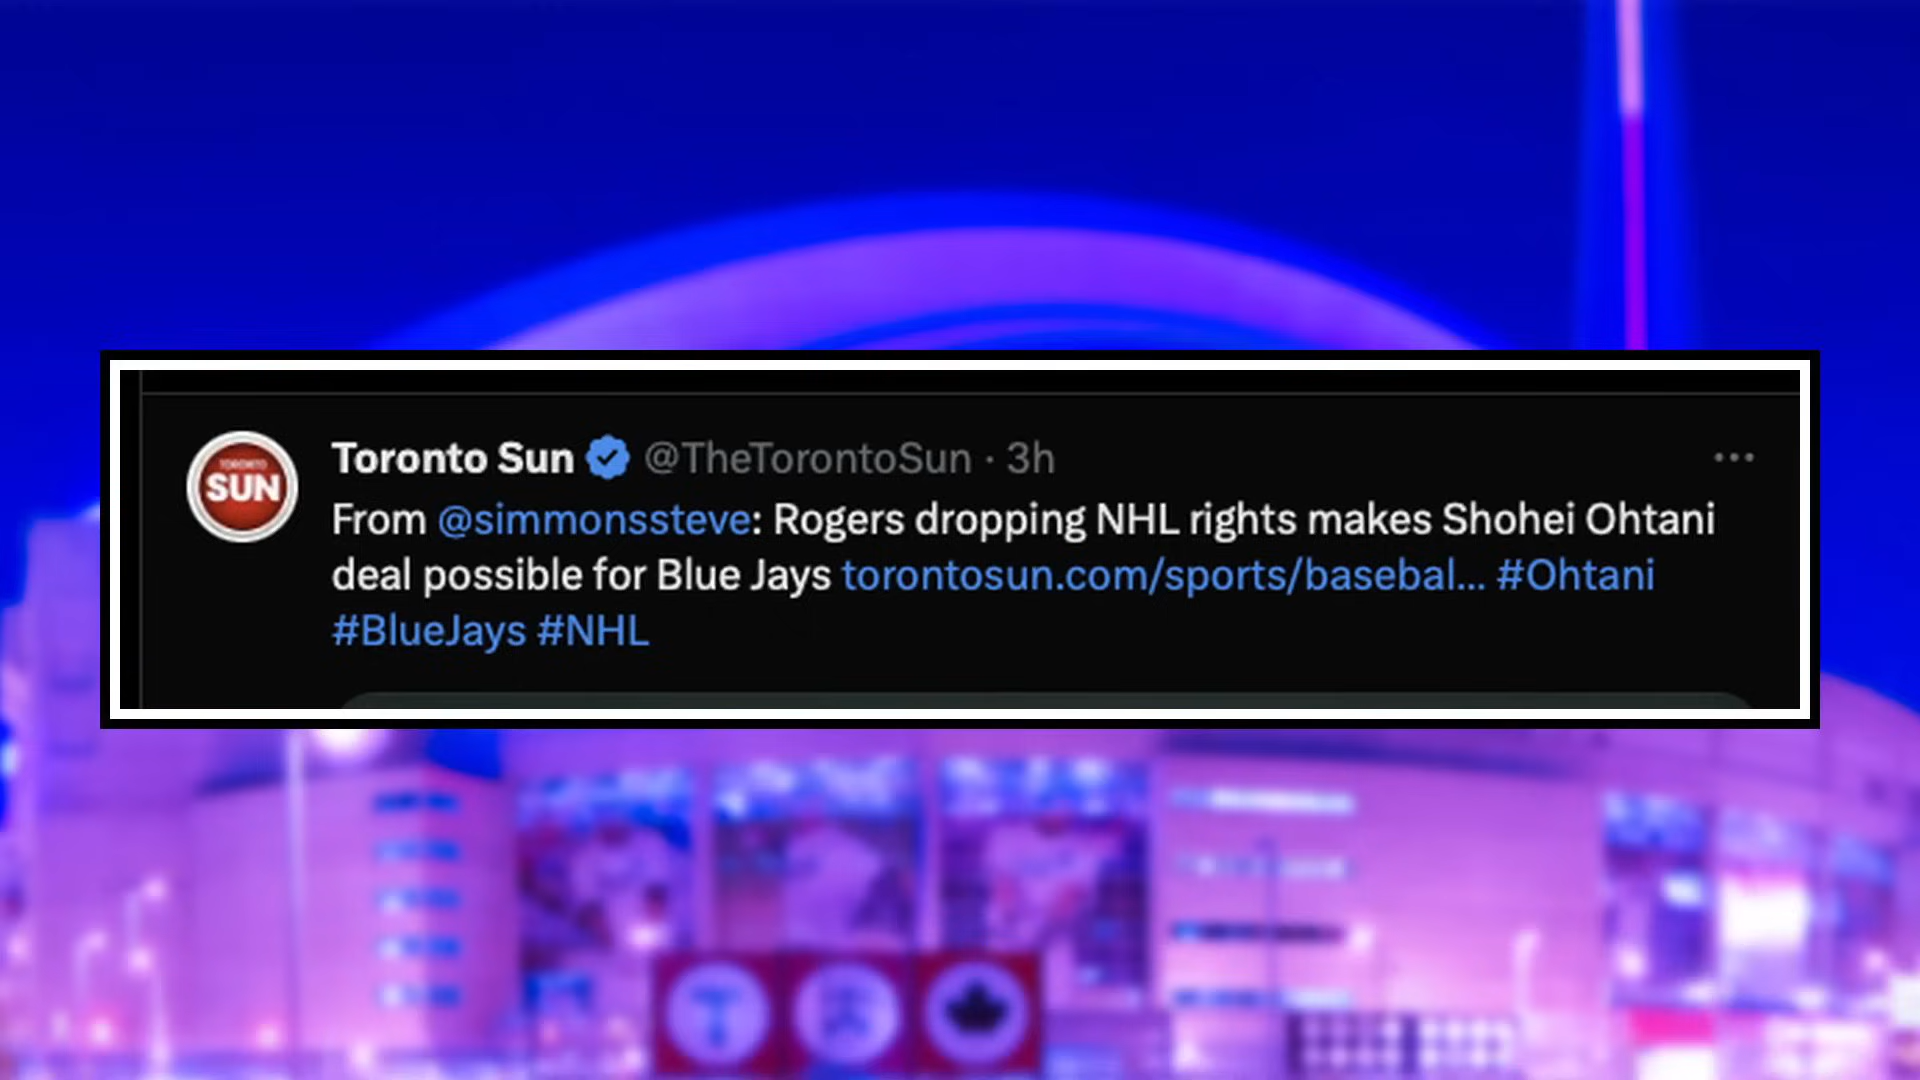 Toronto Sun @TheTorontoSun · 3h
TORONTO
SUN
From @simmonssteve: Rogers dropping NHL rights makes Shohei Ohtani
deal possible for Blue Jays torontosun.com/sports/basebal... #Ohtani
#BlueJays #NHL